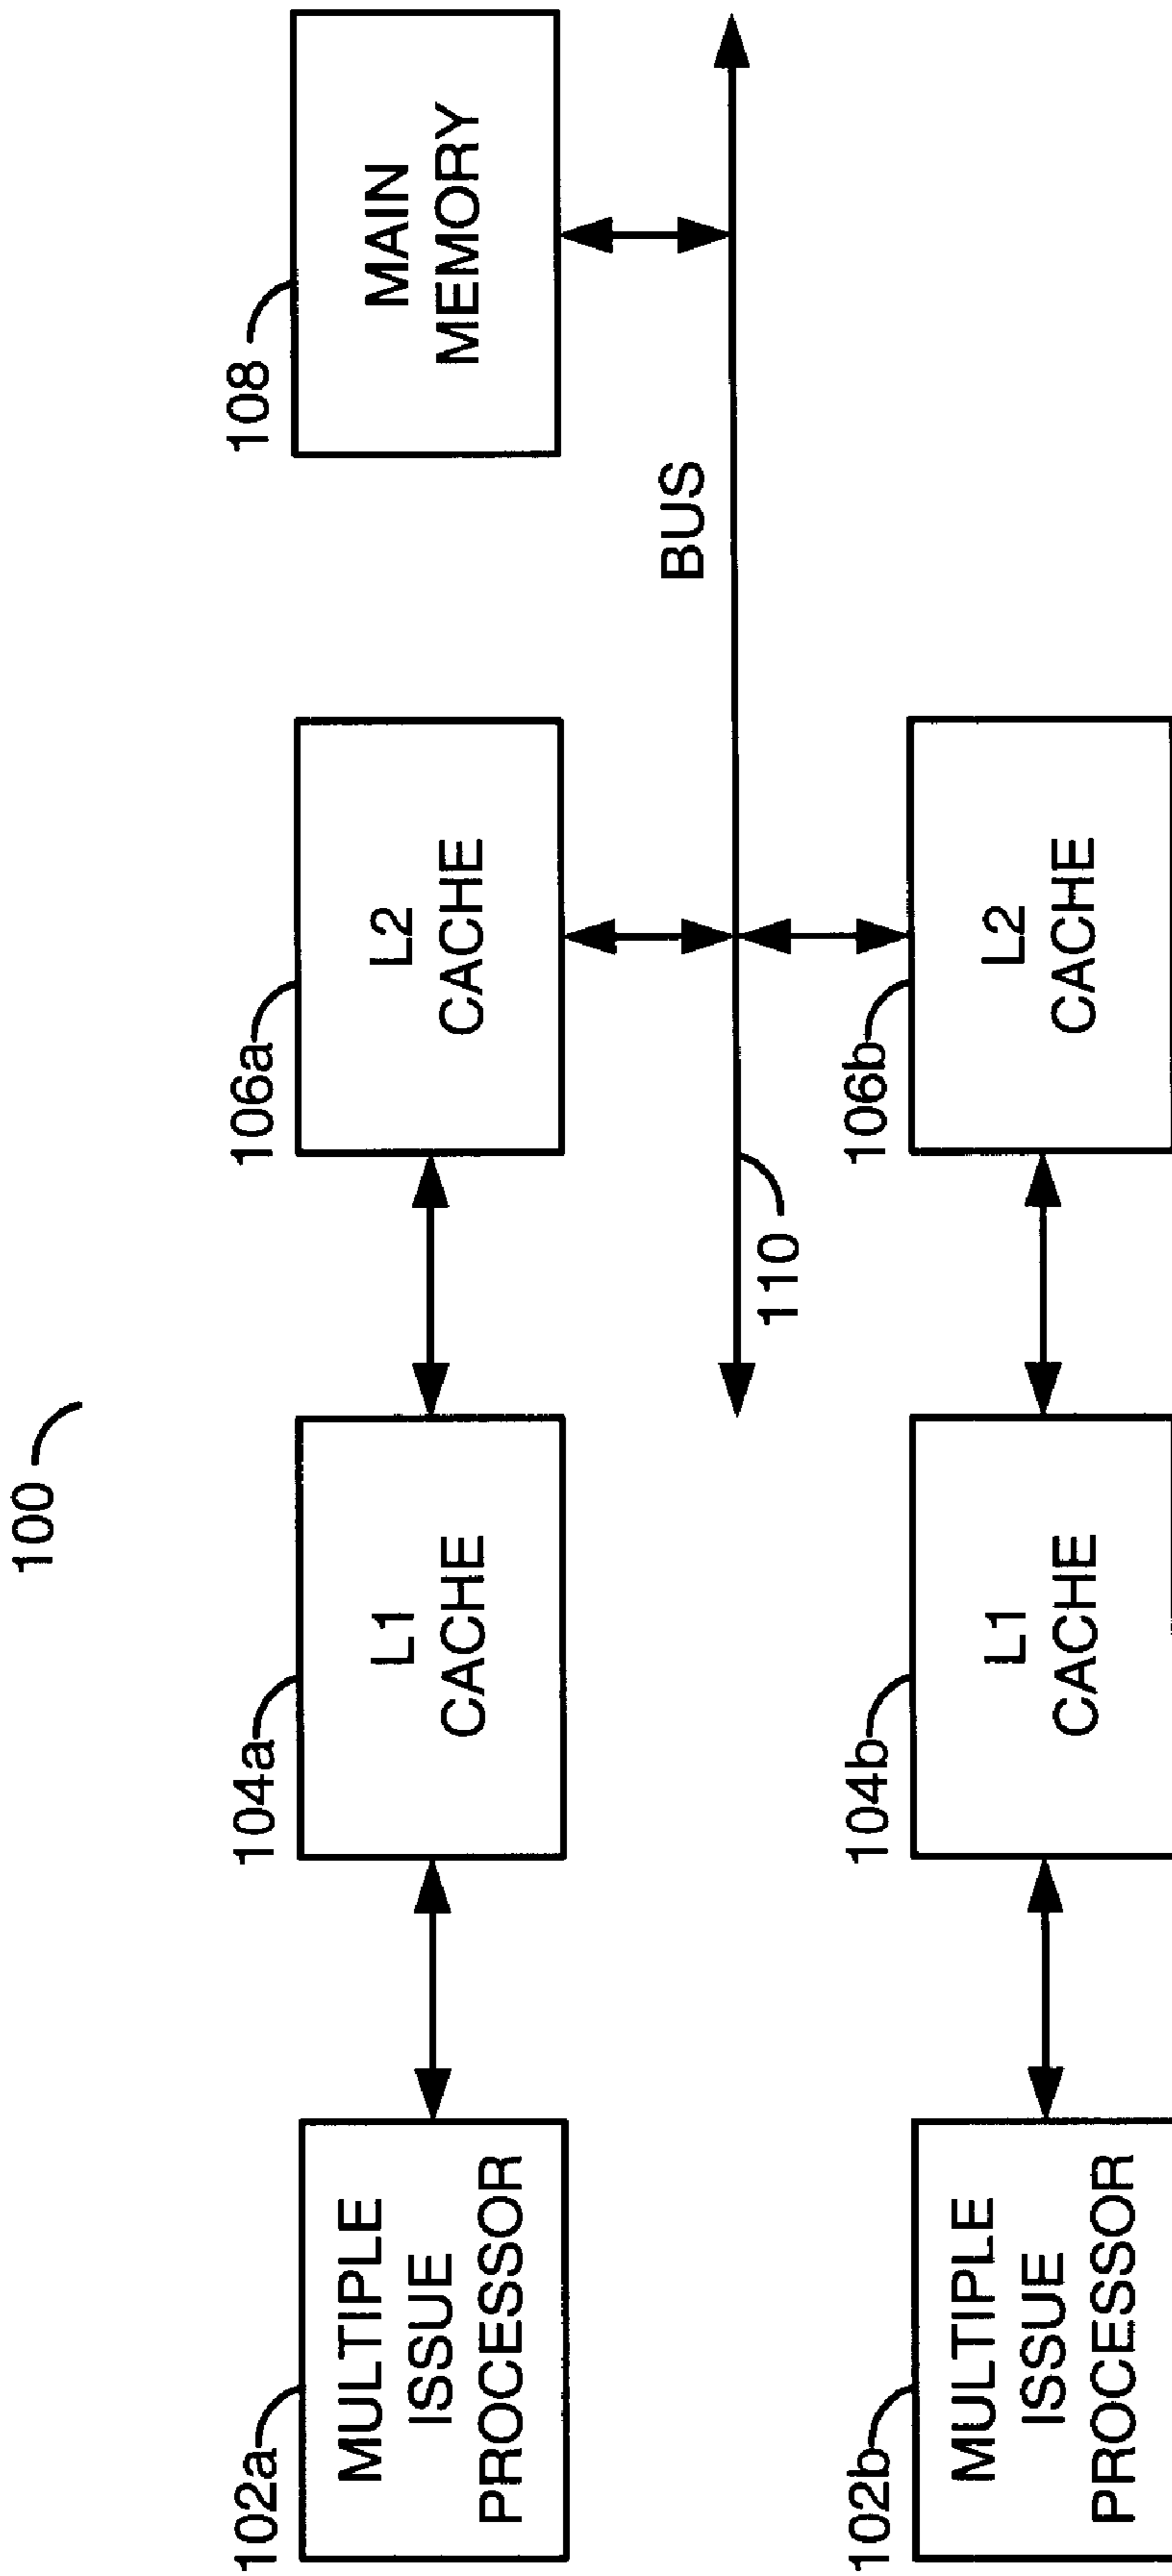 100
102a
MULTIPLE
ISSUE
PROCESSOR
104a
L1
CACHE
106a
L2
CACHE
108
MAIN
MEMORY
BUS
110
102b
MULTIPLE
ISSUE
PROCESSOR
104b
L1
CACHE
106b
L2
CACHE